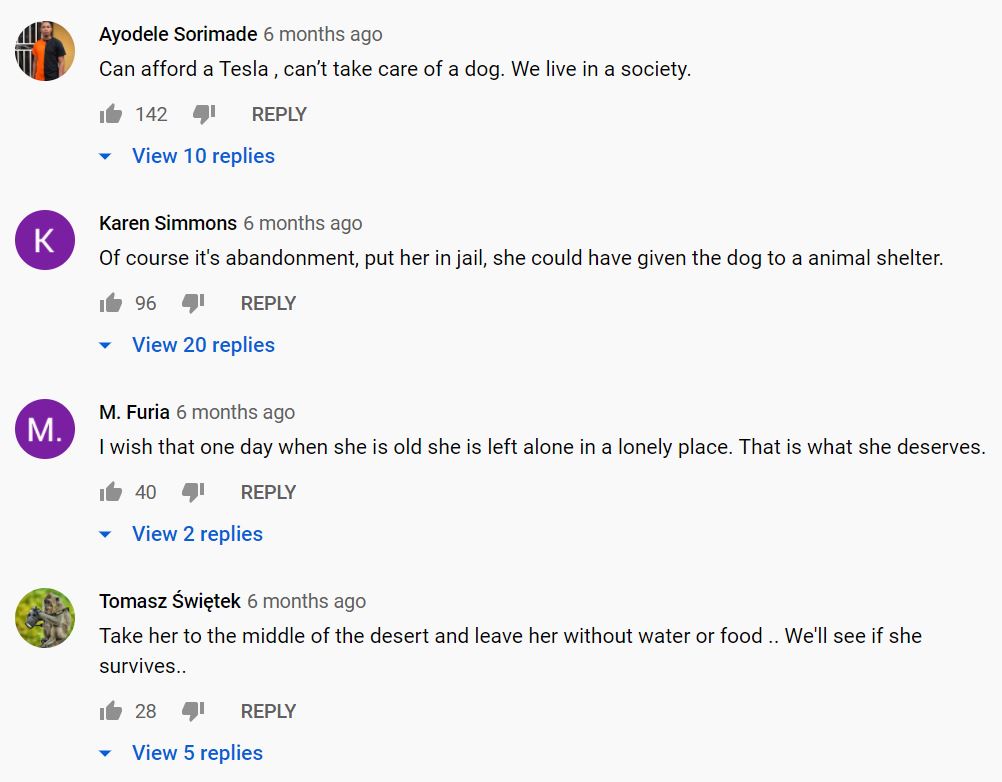 Ayodele Sorimade 6 months ago
Can afford a Tesla , can’t take care of a dog. We live in a society.
142 REPLY
View 10 replies
K
Karen Simmons 6 months ago
Of course it's abandonment, put her in jail, she could have given the dog to a animal shelter.
96 REPLY
View 20 replies
M.
M. Furia 6 months ago
I wish that one day when she is old she is left alone in a lonely place. That is what she deserves.
40 REPLY
View 2 replies
Tomasz Świętek 6 months ago
Take her to the middle of the desert and leave her without water or food .. We'll see if she
survives..
28 REPLY
View 5 replies